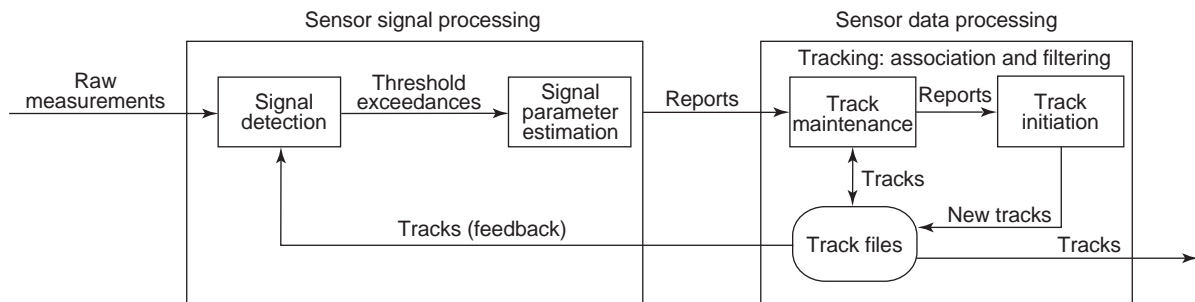 Sensor signal processing
Sensor data processing
Tracking: association and filtering
Raw
measurements
Signal
detection
Threshold
exceedances
Signal
parameter
estimation
Reports
Track
maintenance
Reports
Track
initiation
Tracks
New tracks
Tracks (feedback)
Track files
Tracks